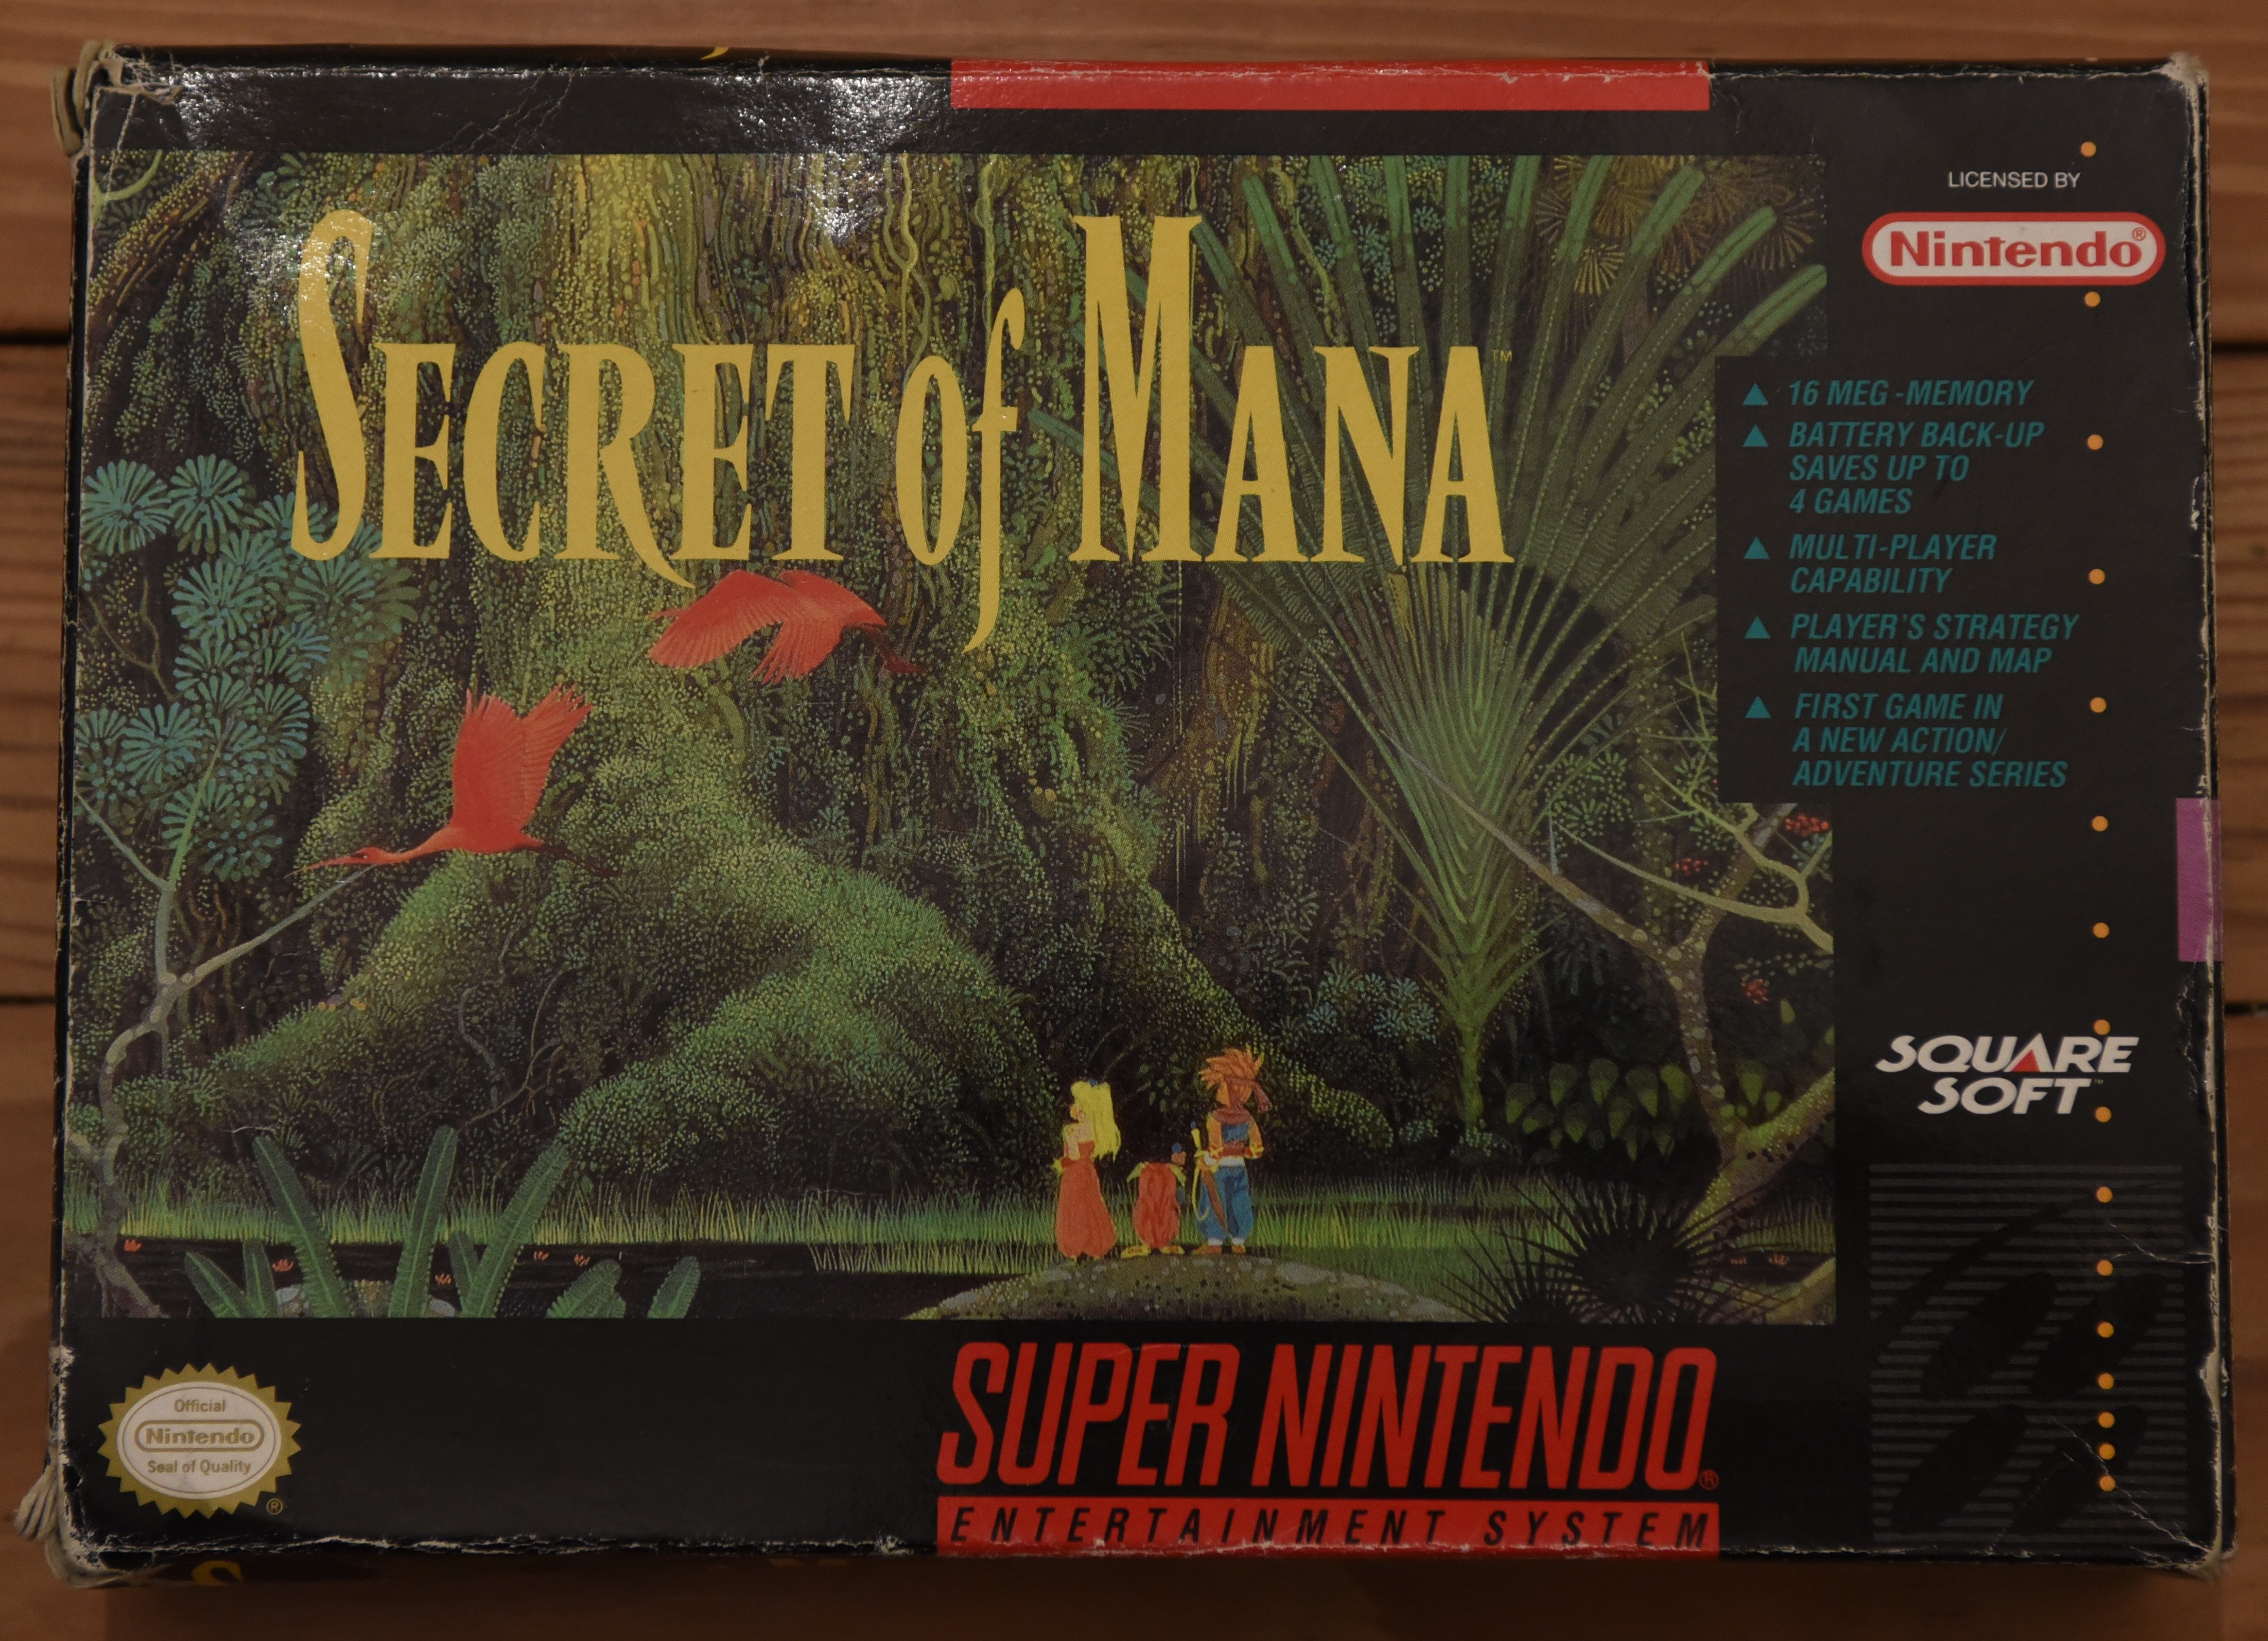 SECRET of MANA™
LICENSED BY
Nintendo®
▲ 16 MEG-MEMORY
▲ BATTERY BACK-UP
SAVES UP TO
4 GAMES
▲ MULTI-PLAYER
CAPABILITY
▲ PLAYER'S STRATEGY
MANUAL AND MAP
▲ FIRST GAME IN
A NEW ACTION/
ADVENTURE SERIES
SQUARE
SOFT™
Official
Nintendo
Seal of Quality
®
SUPER NINTENDO®
ENTERTAINMENT SYSTEM